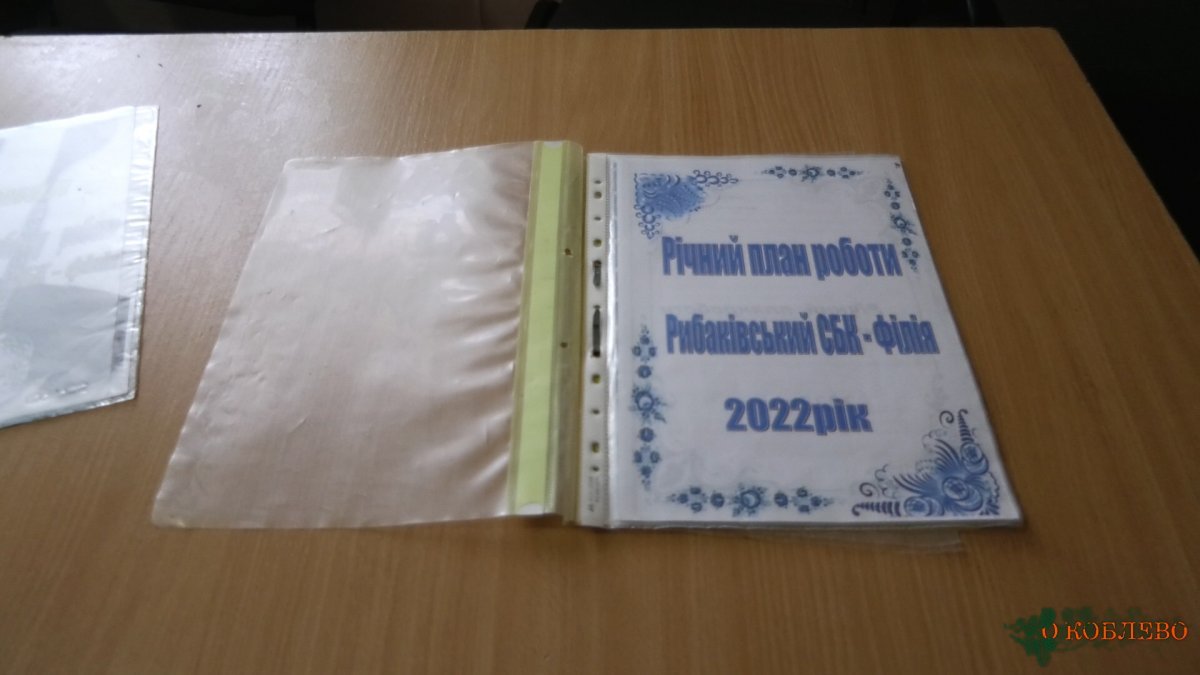 Річний план роботи
Рибаківський СБК - Філія
2022рік
О КОБЛЕВО